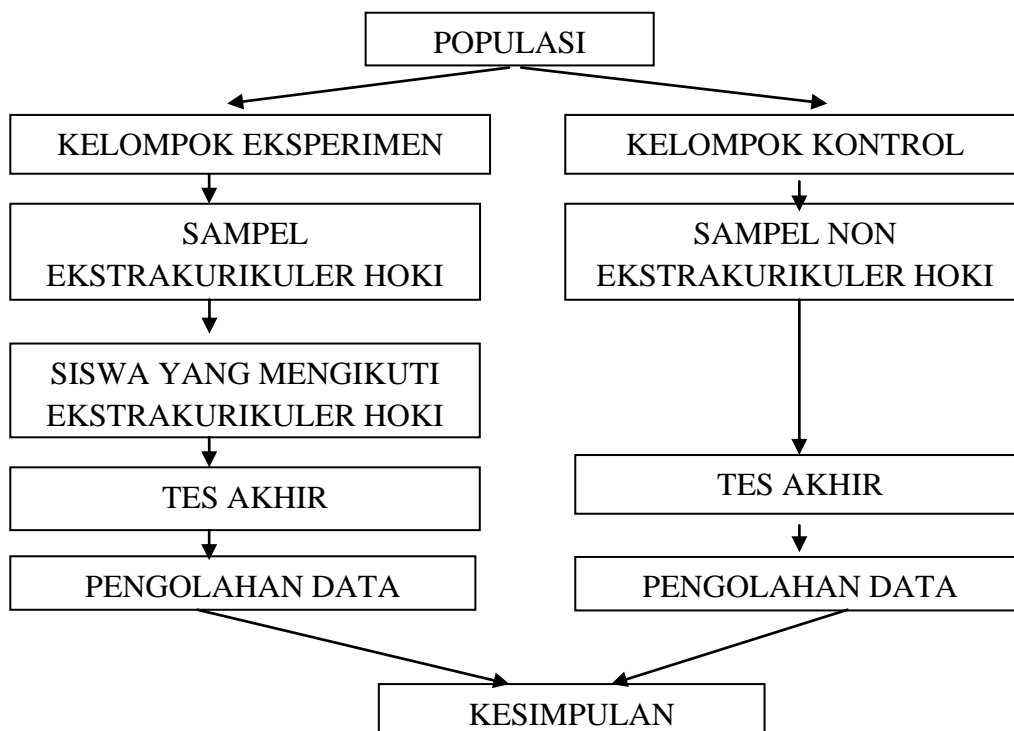 POPULASI
KELOMPOK EKSPERIMEN
KELOMPOK KONTROL
SAMPEL
EKSTRAKURIKULER HOKI
SAMPEL NON
EKSTRAKURIKULER HOKI
SISWA YANG MENGIKUTI
EKSTRAKURIKULER HOKI
TES AKHIR
TES AKHIR
PENGOLAHAN DATA
PENGOLAHAN DATA
KESIMPULAN